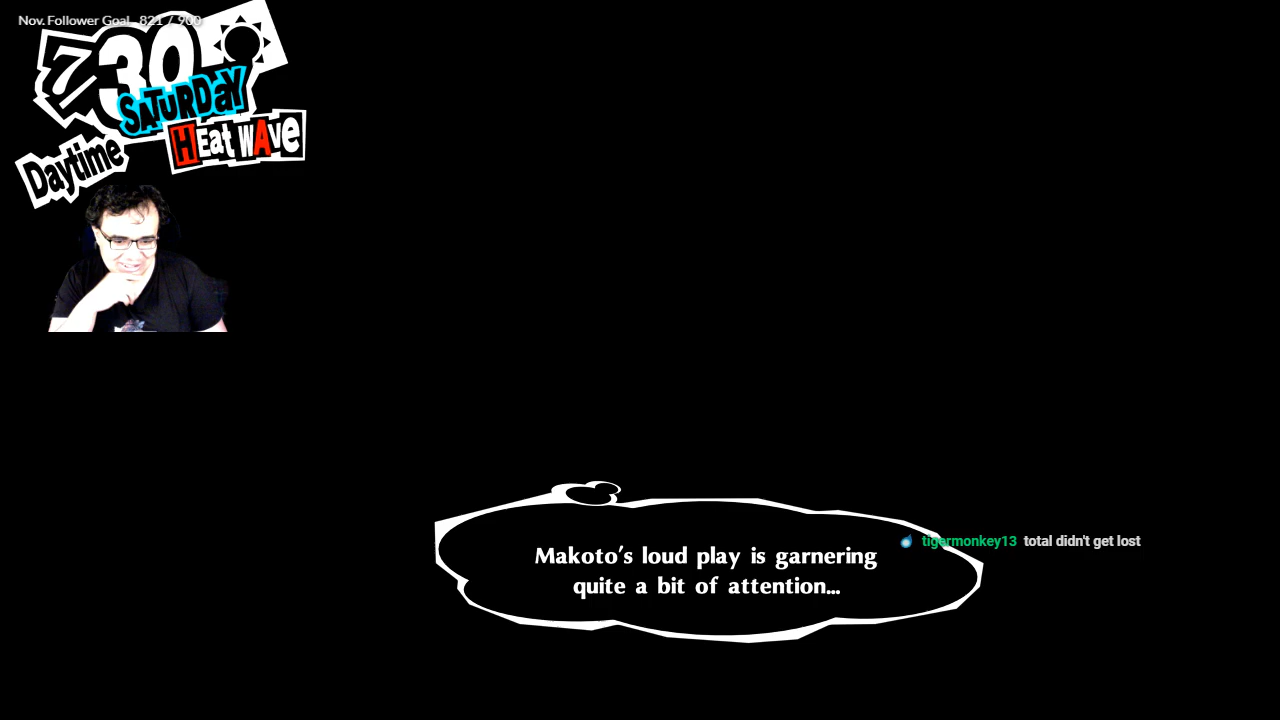 Nov. Follower Goal 821 / 900
7 30
SATURDaY
HEat WAve
Daytime
tigermonkey13 total didn't get lost
Makoto's loud play is garnering
quite a bit of attention...